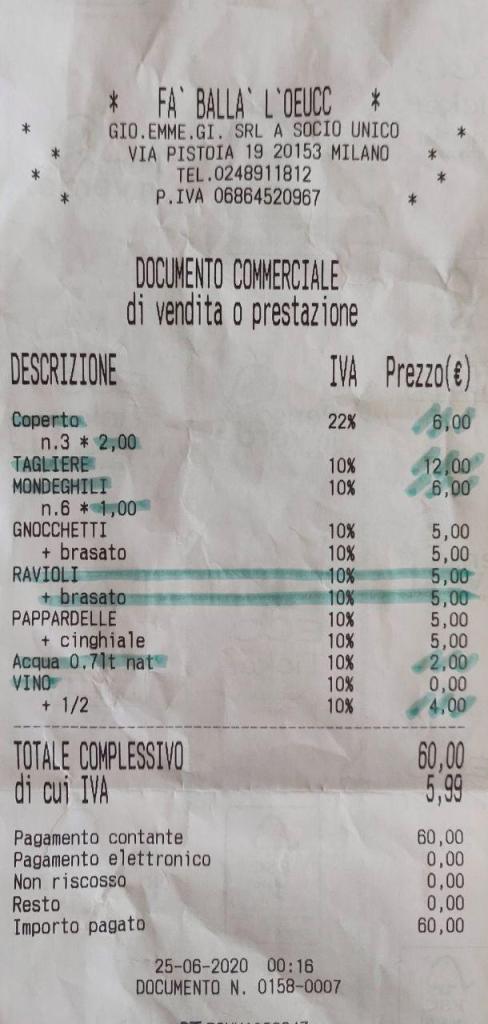 * FA` BALLA` L`OEUCC *
* GIO.EMME.GI. SRL A SOCIO UNICO *
* VIA PISTOIA 19 20153 MILANO *
* TEL.0248911812 *
* P.IVA 06864520967 *
DOCUMENTO COMMERCIALE
di vendita o prestazione
DESCRIZIONE IVA Prezzo(€)
Coperto 22% 6,00
n.3 * 2,00
TAGLIERE 10% 12,00
MONDEGHILI 10% 6,00
n.6 * 1,00
GNOCCHETTI 10% 5,00
+ brasato 10% 5,00
RAVIOLI 10% 5,00
+ brasato 10% 5,00
PAPPARDELLE 10% 5,00
+ cinghiale 10% 5,00
Acqua 0.7lt nat 10% 2,00
VINO 10% 0,00
+ 1/2 10% 4,00
TOTALE COMPLESSIVO 60,00
di cui IVA 5,99
Pagamento contante 60,00
Pagamento elettronico 0,00
Non riscosso 0,00
Resto 0,00
Importo pagato 60,00
25-06-2020 00:16
DOCUMENTO N. 0158-0007